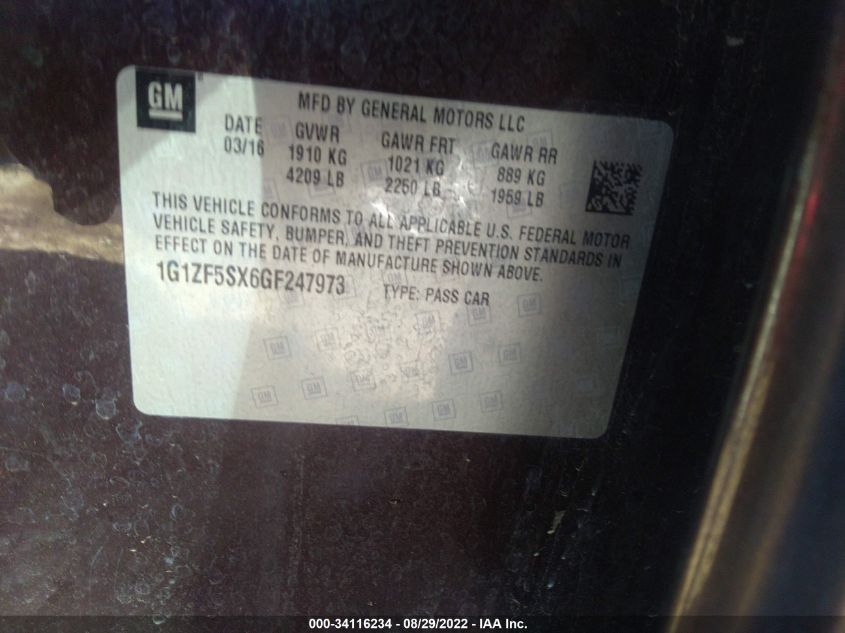 GM
MFD BY GENERAL MOTORS LLC
DATE GVWR GAWR FRT GAWR RR
03/16 1910 KG 1021 KG 889 KG
4209 LB 2250 LB 1959 LB
THIS VEHICLE CONFORMS TO ALL APPLICABLE U.S. FEDERAL MOTOR
VEHICLE SAFETY, BUMPER, AND THEFT PREVENTION STANDARDS IN
EFFECT ON THE DATE OF MANUFACTURE SHOWN ABOVE.
1G1ZF5SX6GF247973 TYPE: PASS CAR
000-34116234 - 08/29/2022 - IAA Inc.